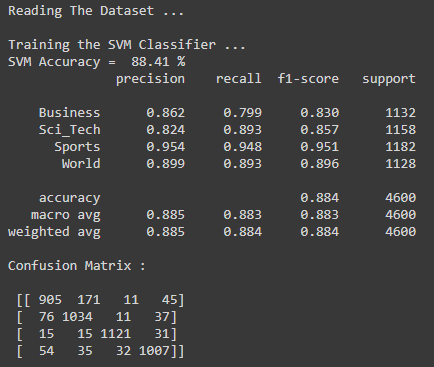 Reading The Dataset ...
Training the SVM Classifier ...
SVM Accuracy =  88.41 %
              precision    recall  f1-score   support
    Business      0.862     0.799     0.830      1132
    Sci_Tech      0.824     0.893     0.857      1158
      Sports      0.954     0.948     0.951      1182
       World      0.899     0.893     0.896      1128
    accuracy                          0.884      4600
   macro avg      0.885     0.883     0.883      4600
weighted avg      0.885     0.884     0.884      4600
Confusion Matrix :
 [[ 905  171   11   45]
 [  76 1034   11   37]
 [  15   15 1121   31]
 [  54   35   32 1007]]